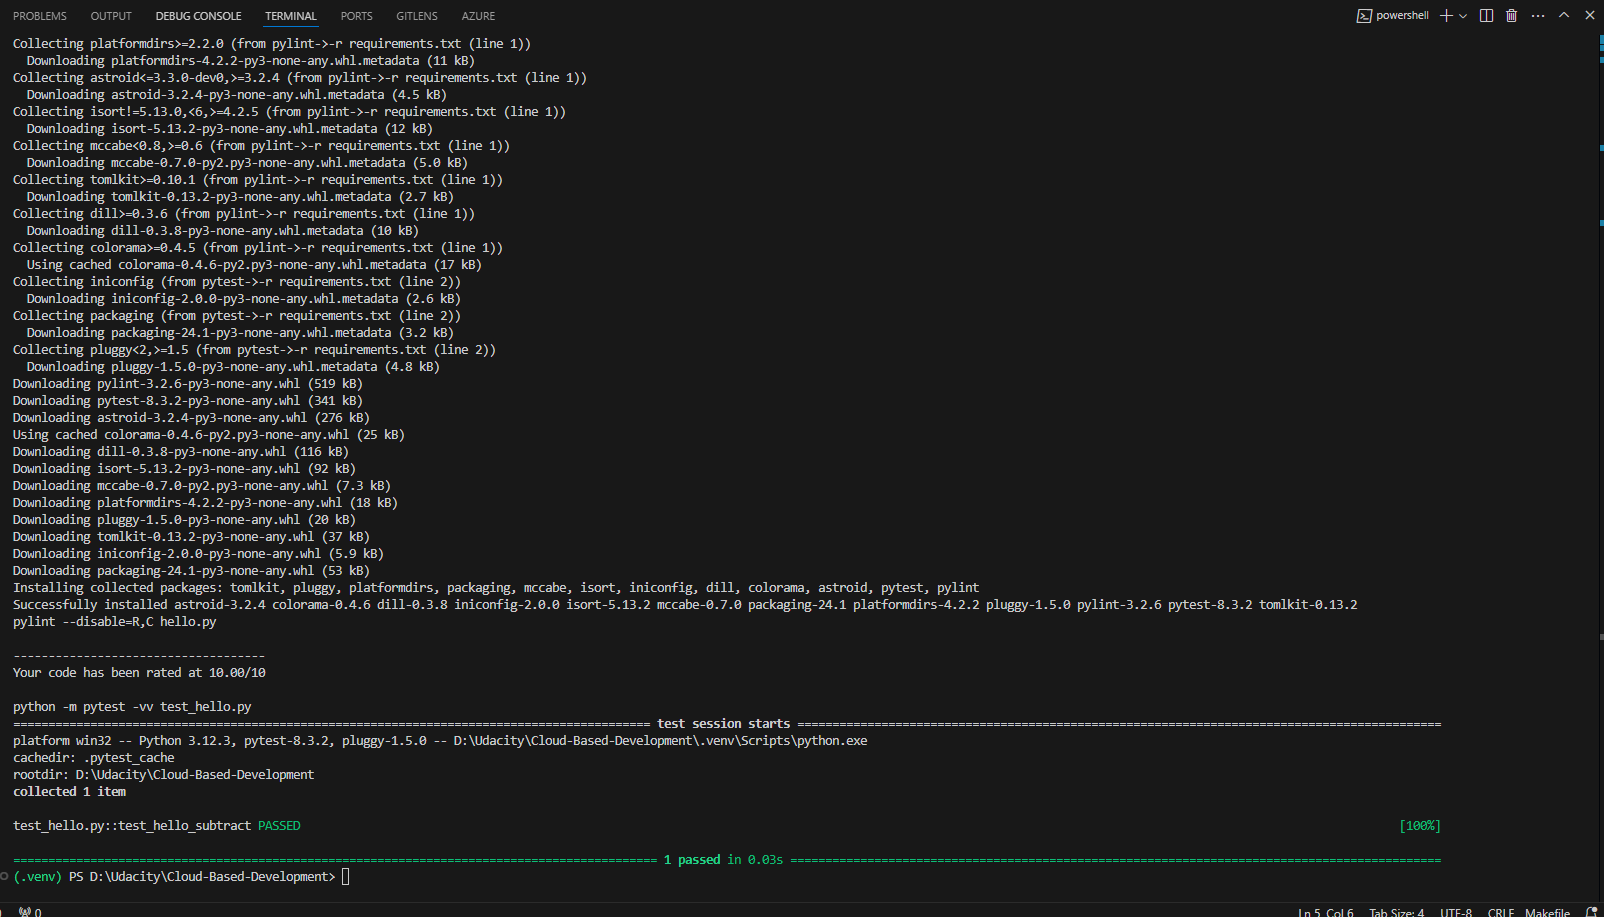 PROBLEMS OUTPUT DEBUG CONSOLE TERMINAL PORTS GITLENS AZURE powershell
Collecting platformdirs>=2.2.0 (from pylint->-r requirements.txt (line 1))
  Downloading platformdirs-4.2.2-py3-none-any.whl.metadata (11 kB)
Collecting astroid<=3.3.0-dev0,>=3.2.4 (from pylint->-r requirements.txt (line 1))
  Downloading astroid-3.2.4-py3-none-any.whl.metadata (4.5 kB)
Collecting isort!=5.13.0,<6,>=4.2.5 (from pylint->-r requirements.txt (line 1))
  Downloading isort-5.13.2-py3-none-any.whl.metadata (12 kB)
Collecting mccabe<0.8,>=0.6 (from pylint->-r requirements.txt (line 1))
  Downloading mccabe-0.7.0-py2.py3-none-any.whl.metadata (5.0 kB)
Collecting tomlkit>=0.10.1 (from pylint->-r requirements.txt (line 1))
  Downloading tomlkit-0.13.2-py3-none-any.whl.metadata (2.7 kB)
Collecting dill>=0.3.6 (from pylint->-r requirements.txt (line 1))
  Downloading dill-0.3.8-py3-none-any.whl.metadata (10 kB)
Collecting colorama>=0.4.5 (from pylint->-r requirements.txt (line 1))
  Using cached colorama-0.4.6-py2.py3-none-any.whl.metadata (17 kB)
Collecting iniconfig (from pytest->-r requirements.txt (line 2))
  Downloading iniconfig-2.0.0-py3-none-any.whl.metadata (2.6 kB)
Collecting packaging (from pytest->-r requirements.txt (line 2))
  Downloading packaging-24.1-py3-none-any.whl.metadata (3.2 kB)
Collecting pluggy<2,>=1.5 (from pytest->-r requirements.txt (line 2))
  Downloading pluggy-1.5.0-py3-none-any.whl.metadata (4.8 kB)
Downloading pylint-3.2.6-py3-none-any.whl (519 kB)
Downloading pytest-8.3.2-py3-none-any.whl (341 kB)
Downloading astroid-3.2.4-py3-none-any.whl (276 kB)
Using cached colorama-0.4.6-py2.py3-none-any.whl (25 kB)
Downloading dill-0.3.8-py3-none-any.whl (116 kB)
Downloading isort-5.13.2-py3-none-any.whl (92 kB)
Downloading mccabe-0.7.0-py2.py3-none-any.whl (7.3 kB)
Downloading platformdirs-4.2.2-py3-none-any.whl (18 kB)
Downloading pluggy-1.5.0-py3-none-any.whl (20 kB)
Downloading tomlkit-0.13.2-py3-none-any.whl (37 kB)
Downloading iniconfig-2.0.0-py3-none-any.whl (5.9 kB)
Downloading packaging-24.1-py3-none-any.whl (53 kB)
Installing collected packages: tomlkit, pluggy, platformdirs, packaging, mccabe, isort, iniconfig, dill, colorama, astroid, pytest, pylint
Successfully installed astroid-3.2.4 colorama-0.4.6 dill-0.3.8 iniconfig-2.0.0 isort-5.13.2 mccabe-0.7.0 packaging-24.1 platformdirs-4.2.2 pluggy-1.5.0 pylint-3.2.6 pytest-8.3.2 tomlkit-0.13.2
pylint --disable=R,C hello.py
------------------------------------
Your code has been rated at 10.00/10
python -m pytest -vv test_hello.py
=========================================================================================== test session starts ============================================================================================
platform win32 -- Python 3.12.3, pytest-8.3.2, pluggy-1.5.0 -- D:\Udacity\Cloud-Based-Development\.venv\Scripts\python.exe
cachedir: .pytest_cache
rootdir: D:\Udacity\Cloud-Based-Development
collected 1 item
test_hello.py::test_hello_subtract PASSED [100%]
============================================================================================ 1 passed in 0.03s =============================================================================================
(.venv) PS D:\Udacity\Cloud-Based-Development>
0 Ln 5, Col 6 Tab Size: 4 UTF-8 CRLF Makefile